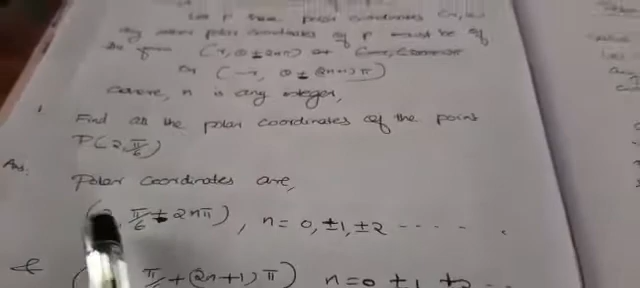 Let P have polar coordinates (r, θ)
Any other polar coordinates of P must be of
the form (r, θ ± 2nπ) or
or (-r, θ ± (2n+1)π)
where, n is any integer,
1. Find all the polar coordinates of the point
P(2, π/6)
Ans: Polar coordinates are,
π/6 + 2nπ), n = 0, ±1, ±2 .......
& ( π/ + (2n+1)π) n=0 ±1 ±2 ..